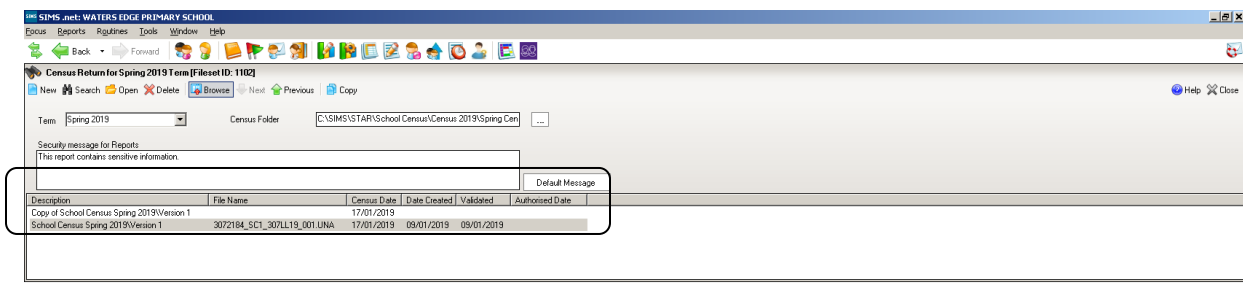 SIMS .net: WATERS EDGE PRIMARY SCHOOL
Focus Reports Routines Tools Window Help
Back Forward
Census Return for Spring 2019 Term [Fileset ID: 1102]
New Search Open Delete Browse Next Previous Copy Help Close
Term Spring 2019 Census Folder C:\SIMS\STAR\School Census\Census 2019\Spring Cen ...
Security message for Reports
This report contains sensitive information.
Default Message
Description File Name Census Date Date Created Validated Authorised Date
Copy of School Census Spring 2019\Version 1 17/01/2019
School Census Spring 2019\Version 1 3072184_SC1_307LL19_001.UNA 17/01/2019 09/01/2019 09/01/2019